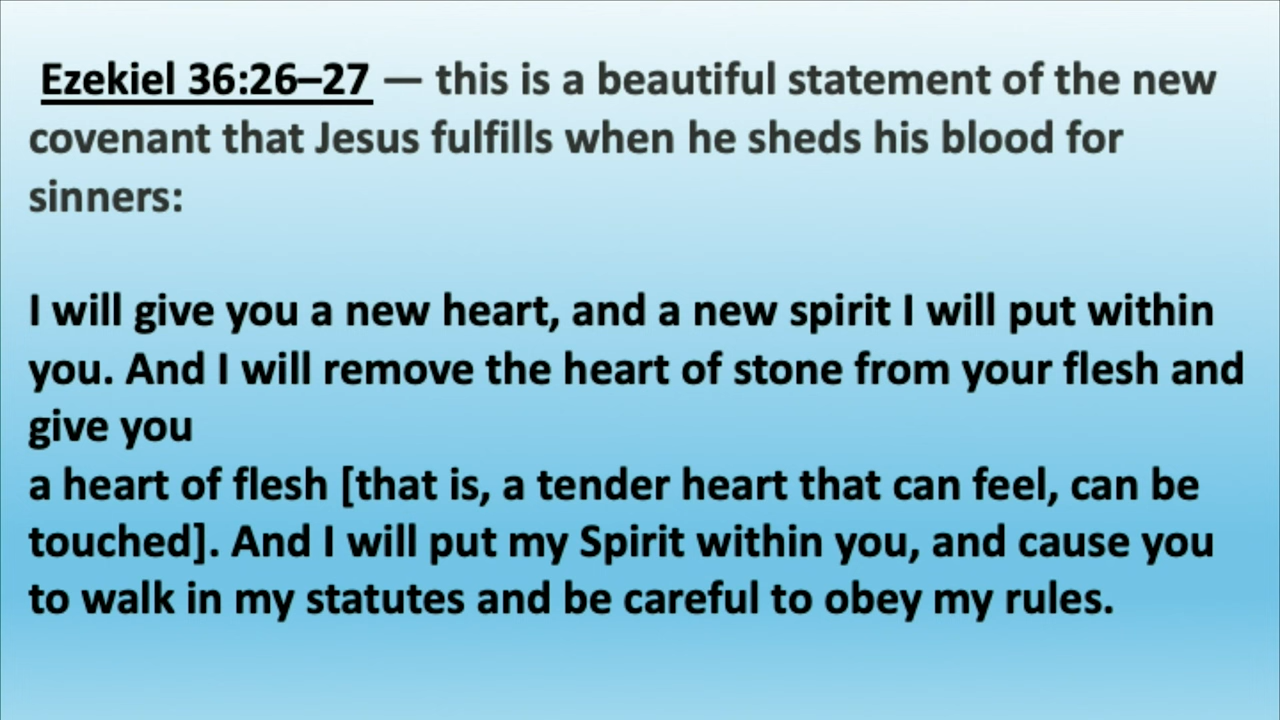 Ezekiel 36:26–27 — this is a beautiful statement of the new
covenant that Jesus fulfills when he sheds his blood for
sinners:
I will give you a new heart, and a new spirit I will put within
you. And I will remove the heart of stone from your flesh and
give you
a heart of flesh [that is, a tender heart that can feel, can be
touched]. And I will put my Spirit within you, and cause you
to walk in my statutes and be careful to obey my rules.